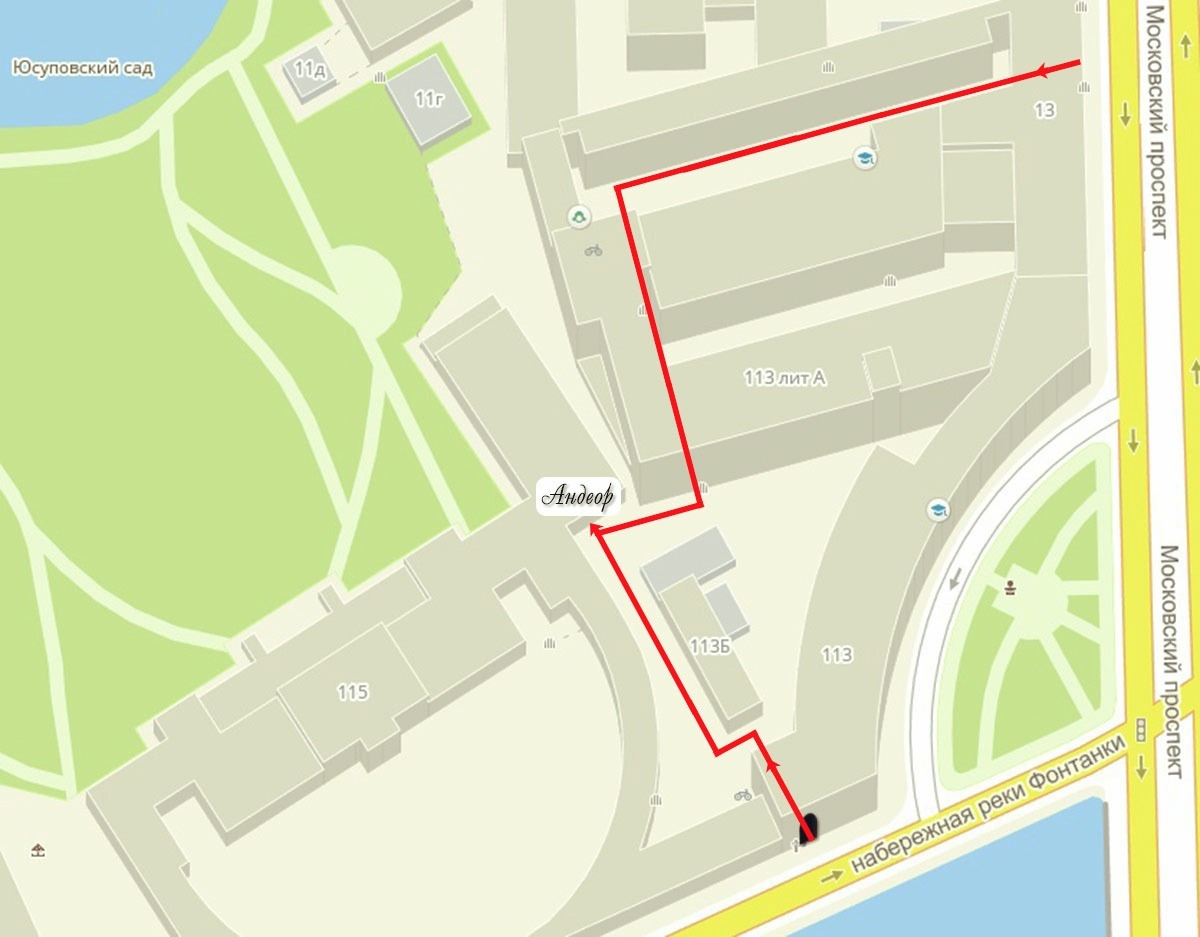 Юсуповский сад
11д
11г
13
Московский проспект
113 лит А
Андеор
113Б
113
115
Московский проспект
набережная реки Фонтанки